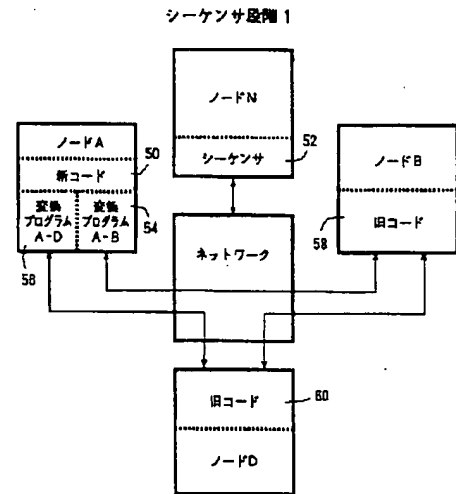 シーケンサ段階 1
ノードN
シーケンサ
52
ノードA
新コード
50
変換
プログラム
A-D
変換
プログラム
A-B
54
56
ノードB
旧コード
58
ネットワーク
旧コード
60
ノードD